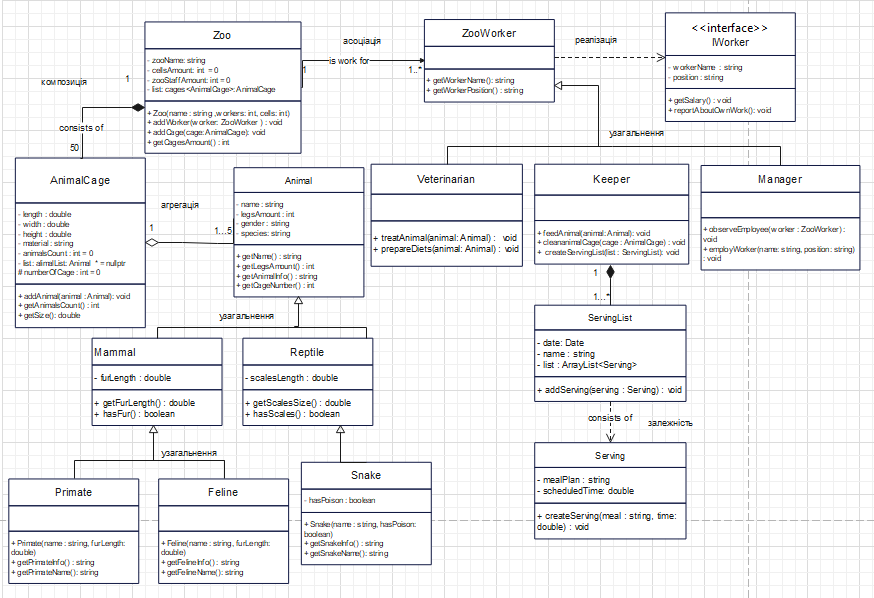 Zoo
- zooName: string
- cellsAmount: int = 0
- zooStaffAmount: int = 0
- list: cages<AnimalCage>: AnimalCage
+ Zoo(name : string ,workers: int, cells: int)
+ addWorker(worker: ZooWorker ) : void
+ addCage(cage: AnimalCage): void
+ getCagesAmount() : int
асоціація
1
is work for
1..*
ZooWorker
+ getWorkerName(): string
+ getWorkerPosition() : string
реалізація
<<interface>>
IWorker
- workerName : string
- position : string
+ getSalary() : void
+ reportAboutOwnWork(): void
композиція
1
consists of
50
узагальнення
AnimalCage
- length : double
- width : double
- height : double
- material : string
- animalsCount : int = 0
- list: alimalList: Animal * = nullptr
# numberOfCage : int = 0
+ addAnimal(animal : Animal): void
+ getAnimalsCount() : int
+ getSize(): double
агрегація
1
1...5
Animal
- name : string
- legsAmount : int
- gender : string
- species: string
+ getName() : string
+ getLegsAmount() : int
+ getAnimalInfo() : string
+ getCageNumber() : int
Veterinarian
+ treatAnimal(animal: Animal) : void
+ prepareDiets(animal: Animal) : void
Keeper
+ feedAnimal(animal: Animal): void
+ cleananimalCage(cage : AnimalCage) : void
+ createServingList(list : ServingList): void
Manager
+ observeEmployee(worker : ZooWorker) :
void
+ employWorker(name: string, position: string)
: void
1
1...*
узагальнення
ServingList
- date: Date
- name : string
- list : ArrayList<Serving>
+ addServing(serving : Serving) : void
consists of
залежність
Mammal
- furLength : double
+ getFurLength() : double
+ hasFur() : boolean
Reptile
- scalesLength : double
+ getScalesSize() : double
+ hasScales() : boolean
узагальнення
Serving
- mealPlan : string
- scheduledTime: double
+ createServing(meal : string, time:
double) : void
Primate
+ Primate(name : string, furLength:
double)
+ getPrimateInfo() : string
+ getPrimateName() : string
Feline
+ Feline(name : string, furLength:
double)
+ getFelineInfo() : string
+ getFelineName() : string
Snake
- hasPoison : boolean
+ Snake(name : string, hasPoison:
boolean)
+ getSnakeInfo() : string
+ getSnakeName() : string